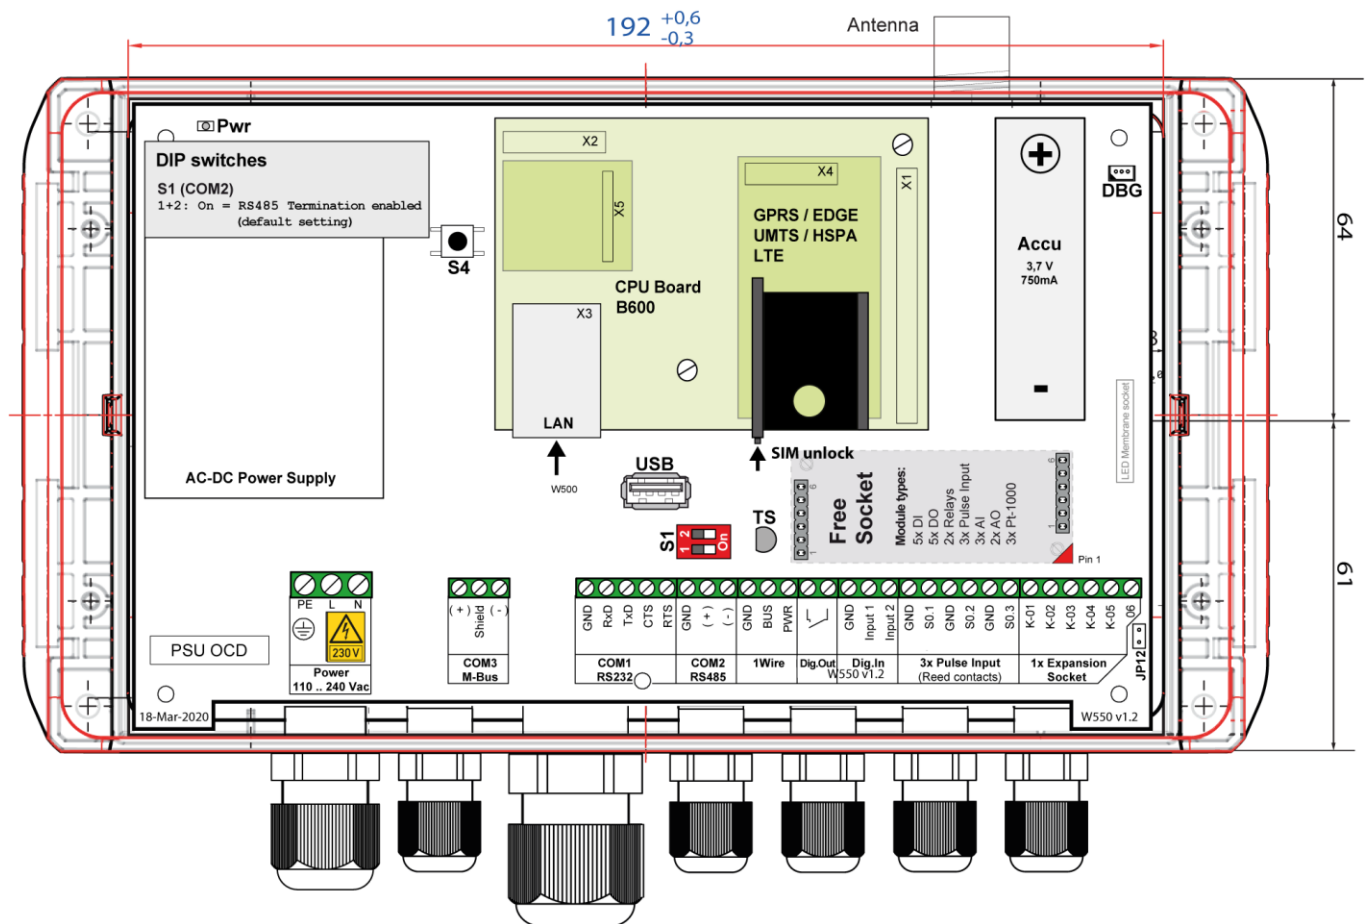 192 +0,6
-0,3
Antenna
Pwr
DIP switches
S1 (COM2)
1+2: On = RS485 Termination enabled
(default setting)
S4
X2
X5
X4
X1
GPRS / EDGE
UMTS / HSPA
LTE
CPU Board
B600
X3
LAN
W500
Accu
3,7 V
750mA
DBG
64
61
LED Membrane socket
AC-DC Power Supply
SIM unlock
USB
S1
1 2
On
TS
6
1
Free
Socket
Module types:
5x DI
5x DO
2x Relays
3x Pulse Input
3x AI
2x AO
3x Pt-1000
6
1
Pin 1
PE L N
230 V
Power
110 .. 240 Vac
PSU OCD
(+)
Shield
(-)
COM3
M-Bus
GND
RxD
TxD
CTS
RTS
COM1
RS232
GND
(+)
(-)
COM2
RS485
GND
BUS
PWR
1Wire
Dig.Out
GND
Input 1
Input 2
Dig.In
W550 v1.2
GND
S0.1
GND
S0.2
GND
S0.3
3x Pulse Input
(Reed contacts)
K-01
K-02
K-03
K-04
K-05
06
1x Expansion
Socket
JP12
18-Mar-2020
W550 v1.2